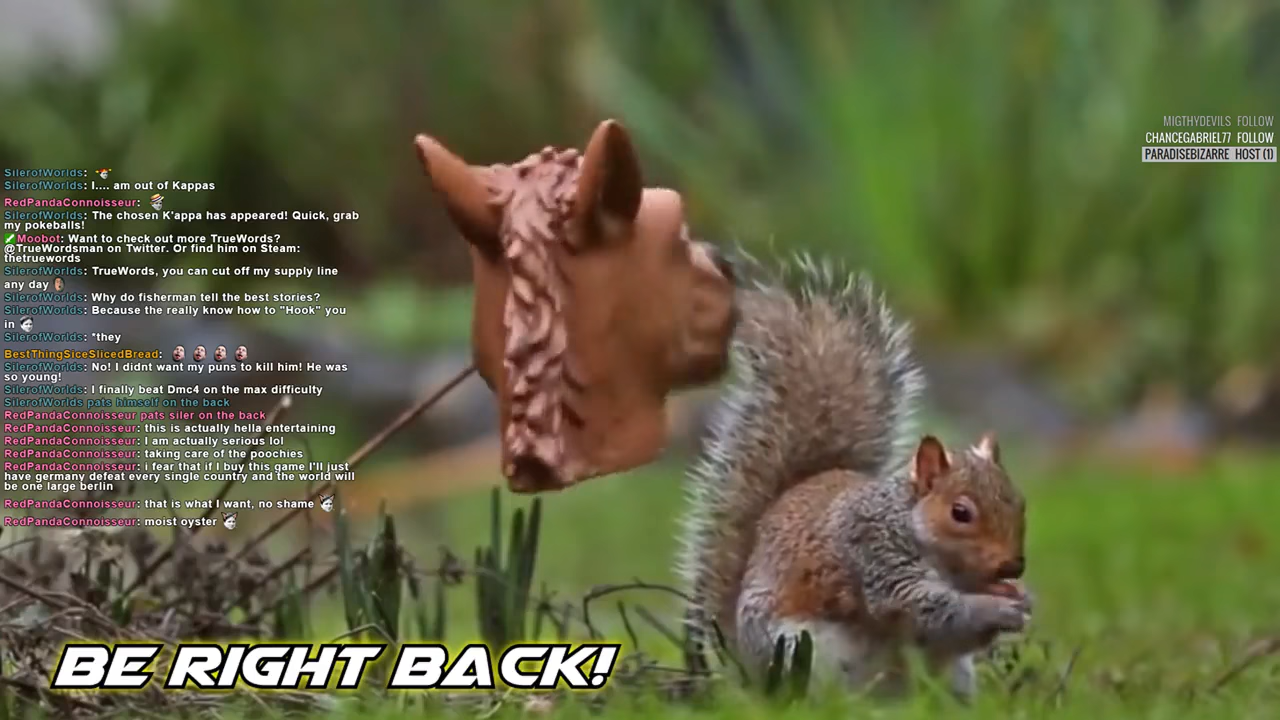 MIGTHYDEVILS FOLLOW
CHANCEGABRIEL77 FOLLOW
PARADISEBIZARRE HOST (1)
SilerofWorlds:
SilerofWorlds: I.... am out of Kappas
RedPandaConnoisseur:
SilerofWorlds: The chosen K'appa has appeared! Quick, grab
my pokeballs!
Moobot: Want to check out more TrueWords?
@TrueWordsman on Twitter. Or find him on Steam:
thetruewords
SilerofWorlds: TrueWords, you can cut off my supply line
any day
SilerofWorlds: Why do fisherman tell the best stories?
SilerofWorlds: Because the really know how to "Hook" you
in
SilerofWorlds: *they
BestThingSiceSlicedBread:
SilerofWorlds: No! I didnt want my puns to kill him! He was
so young!
SilerofWorlds: I finally beat Dmc4 on the max difficulty
SilerofWorlds pats himself on the back
RedPandaConnoisseur pats siler on the back
RedPandaConnoisseur: this is actually hella entertaining
RedPandaConnoisseur: I am actually serious lol
RedPandaConnoisseur: taking care of the poochies
RedPandaConnoisseur: i fear that if I buy this game I'll just
have germany defeat every single country and the world will
be one large berlin
RedPandaConnoisseur: that is what I want, no shame
RedPandaConnoisseur: moist oyster
BE RIGHT BACK!